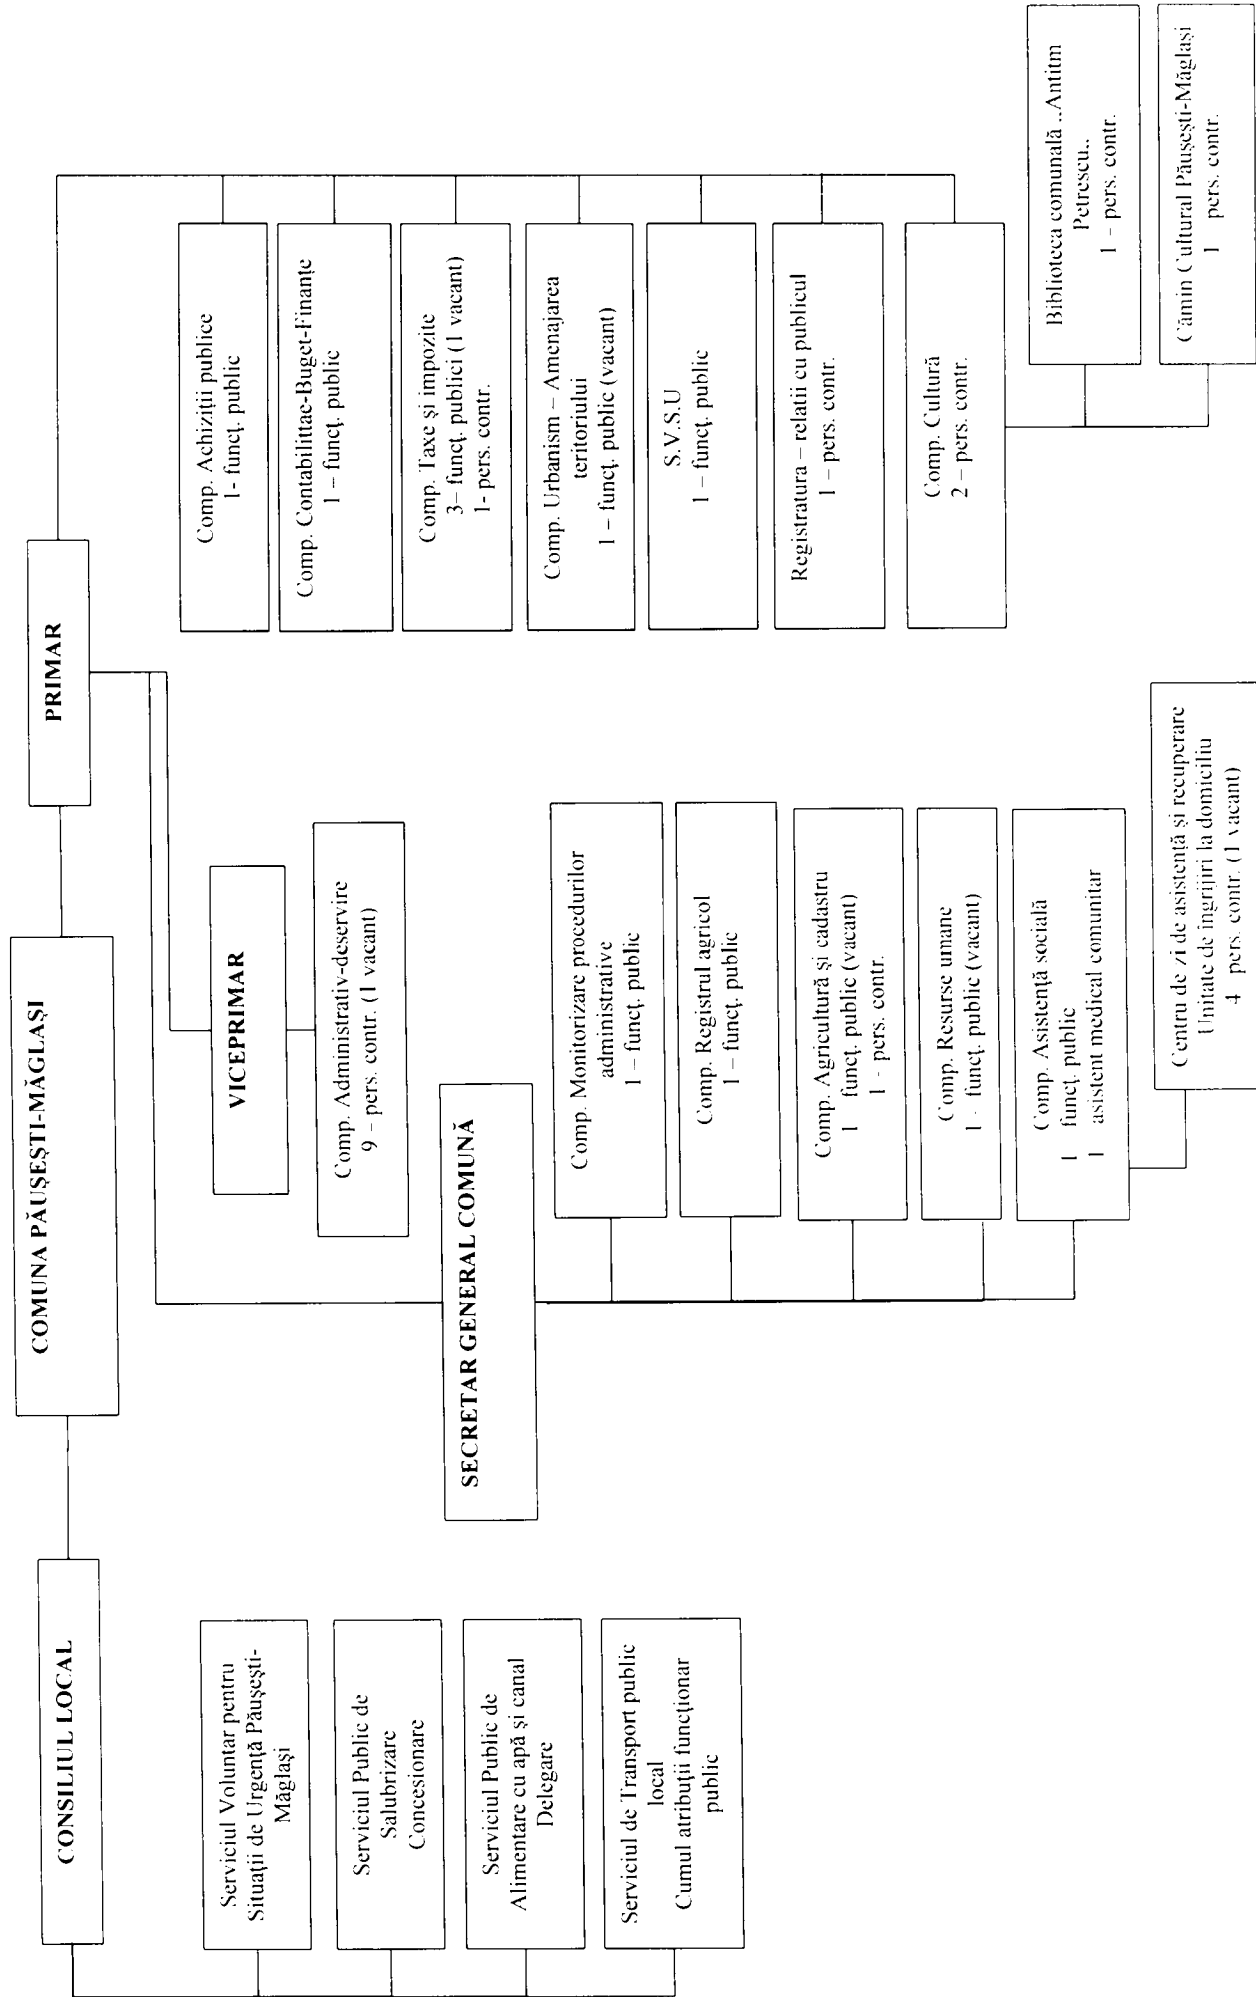 CONSILIUL LOCAL
COMUNA PĂUȘEȘTI-MĂGLAȘI
PRIMAR
Serviciul Voluntar pentru
Situații de Urgență Păușești-
Măglași
Serviciul Public de
Salubrizare
Concesionare
Serviciul Public de
Alimentare cu apă și canal
Delegare
Serviciul de Transport public
local
Cumul atribuții funcționar
public
VICEPRIMAR
Comp. Administrativ-deservire
9 – pers. contr. (1 vacant)
SECRETAR GENERAL COMUNĂ
Comp. Monitorizare procedurilor
administrative
1 – funcț. public
Comp. Registrul agricol
1 – funcț. public
Comp. Agricultură și cadastru
1 funcț. public (vacant)
1 - pers. contr.
Comp. Resurse umane
1 - funcț. public (vacant)
Comp. Asistență socială
1 funcț. public
1 asistent medical comunitar
Centru de zi de asistență și recuperare
Unitate de îngrijiri la domiciliu
4 pers. contr. (1 vacant)
Comp. Achiziții publice
1- funcț. public
Comp. Contabilittae-Buget-Finanțe
1 – funcț. public
Comp. Taxe și impozite
3– funcț. publici (1 vacant)
1- pers. contr.
Comp. Urbanism – Amenajarea
teritoriului
1 – funcț. public (vacant)
S.V.S.U
1 – funcț. public
Registratura – relatii cu publicul
1 – pers. contr.
Comp. Cultură
2 – pers. contr.
Biblioteca comunală ,,Antitm
Petrescu,,
1 – pers. contr.
Cămin Cultural Păușești-Măglași
1 pers. contr.